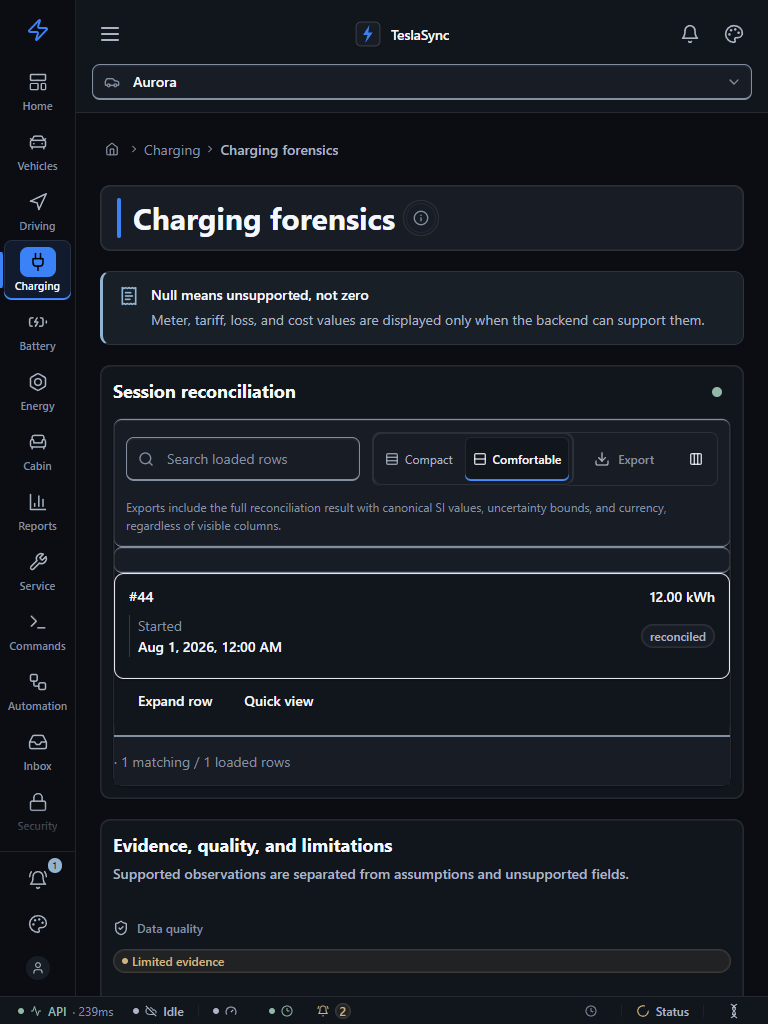 TeslaSync
Aurora
Home
Vehicles
Driving
Charging
Battery
Energy
Cabin
Reports
Service
Commands
Automation
Inbox
Security
1
Charging
Charging forensics
Charging forensics
Null means unsupported, not zero
Meter, tariff, loss, and cost values are displayed only when the backend can support them.
Session reconciliation
Search loaded rows
Compact
Comfortable
Export
Exports include the full reconciliation result with canonical SI values, uncertainty bounds, and currency,
regardless of visible columns.
#44
12.00 kWh
Started
Aug 1, 2026, 12:00 AM
reconciled
Expand row
Quick view
· 1 matching / 1 loaded rows
Evidence, quality, and limitations
Supported observations are separated from assumptions and unsupported fields.
Data quality
Limited evidence
API · 239ms
Idle
2
Status